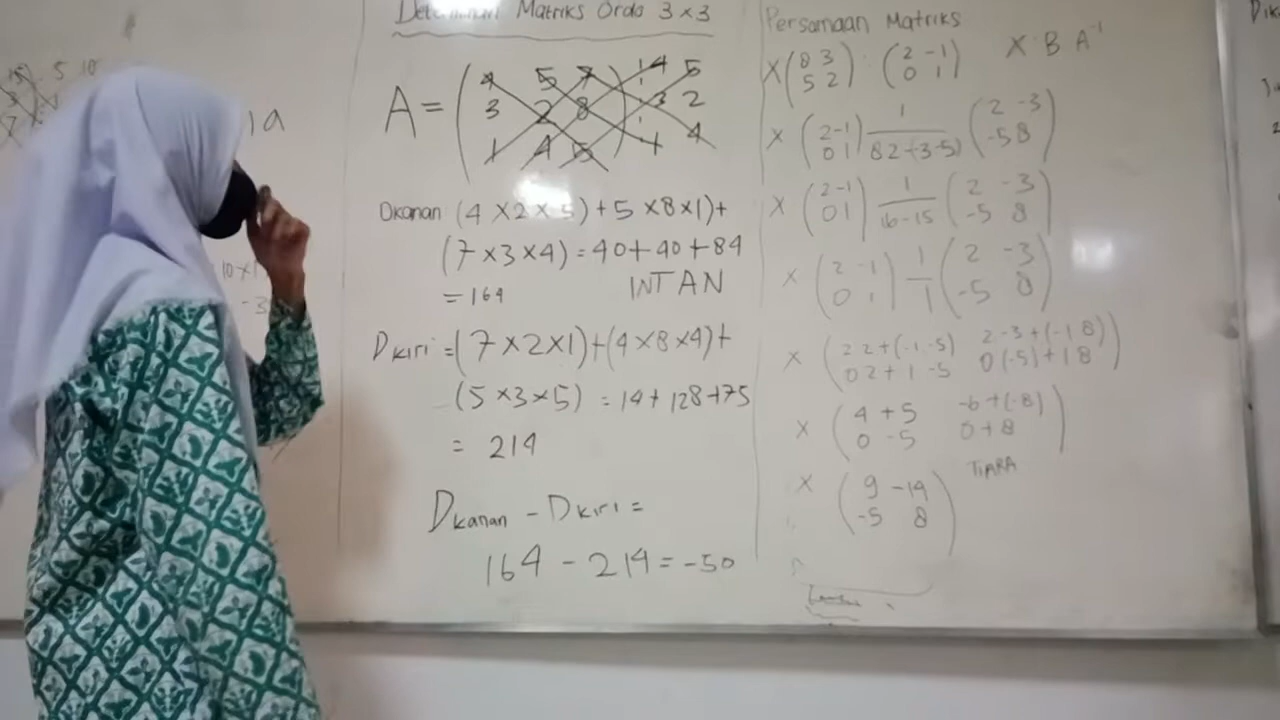 5 10
a
10×1
-3
Determinan Matriks Ordo 3×3
A = ( 4 5 7 ) 4 5
3 2 8 3 2
1 4 5 1 4
Dkanan (4×2×5)+5×8×1)+
(7×3×4)=40+40+84
=164 INTAN
Dkiri =(7×2×1)+(4×8×4)+
(5×3×5) =14+128+75
= 214
Dkanan - Dkiri =
164 - 214 = -50
Persamaan Matriks
X (8 3 5 2) . (2 -1 0 1) X B A⁻¹
X (2 -1 0 1) 1/82-(3-5) (2 -3 -5 8)
X (2 -1 0 1) 1/16-15 (2 -3 -5 8)
X (2 -1 0 1) 1/1 (2 -3 -5 8)
X (2 2+(-1 -5) 2 -3+(-1 8)
0 2+1 -5 0(-5)+1 8)
X (4+5 -6+(-8)
0 -5 0+8)
TIARA
X (9 -14
-5 8)